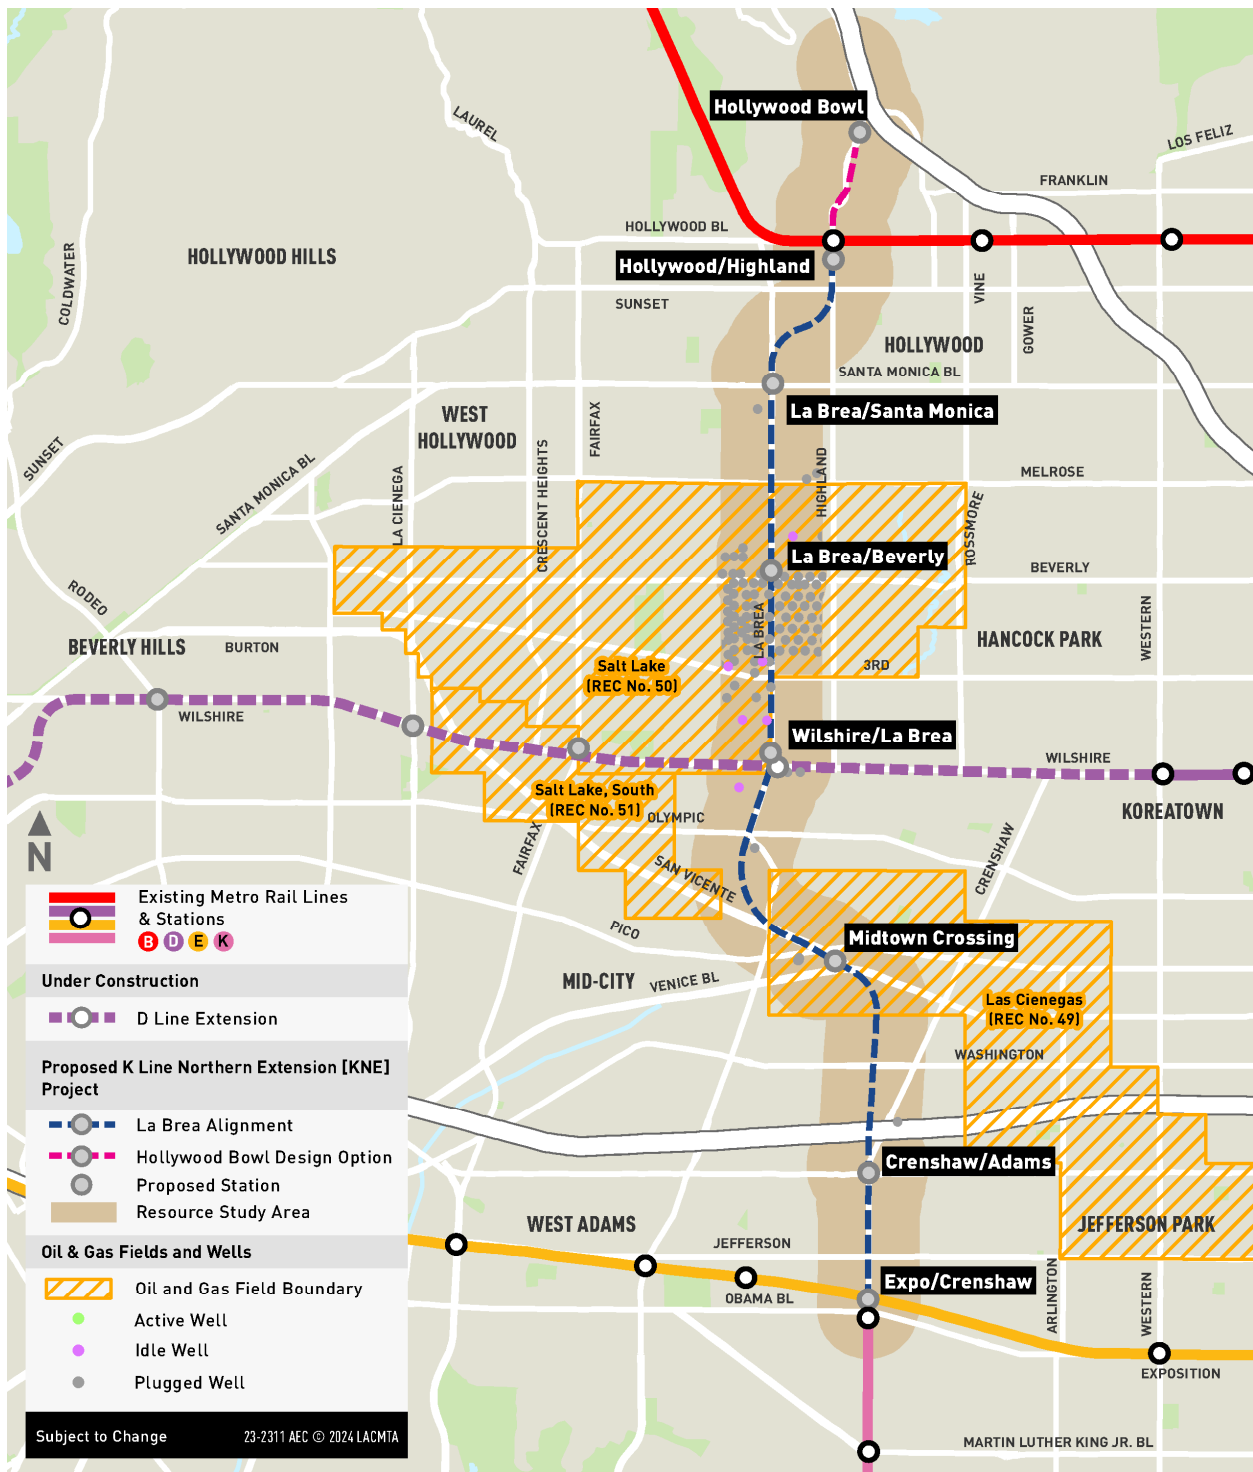 Hollywood Bowl
LAUREL
LOS FELIZ
FRANKLIN
HOLLYWOOD BL
COLDWATER
HOLLYWOOD HILLS
Hollywood/Highland
SUNSET
VINE
GOWER
HOLLYWOOD
SANTA MONICA BL
WEST
HOLLYWOOD
FAIRFAX
La Brea/Santa Monica
SUNSET
SANTA MONICA BL
LA CIENEGA
CRESCENT HEIGHTS
HIGHLAND
MELROSE
ROSSMORE
La Brea/Beverly
BEVERLY
RODEO
LA BREA
WESTERN
BEVERLY HILLS
BURTON
HANCOCK PARK
3RD
Salt Lake
(REC No. 50)
WILSHIRE
Wilshire/La Brea
WILSHIRE
Salt Lake, South
(REC No. 51)
OLYMPIC
KOREATOWN
N
FAIRFAX
SAN VICENTE
CRENSHAW
PICO
Midtown Crossing
MID-CITY
VENICE BL
Las Cienegas
(REC No. 49)
WASHINGTON
Crenshaw/Adams
WEST ADAMS
JEFFERSON PARK
JEFFERSON
Expo/Crenshaw
OBAMA BL
ARLINGTON
WESTERN
EXPOSITION
MARTIN LUTHER KING JR. BL
Existing Metro Rail Lines
& Stations
B D E K
Under Construction
D Line Extension
Proposed K Line Northern Extension [KNE]
Project
La Brea Alignment
Hollywood Bowl Design Option
Proposed Station
Resource Study Area
Oil & Gas Fields and Wells
Oil and Gas Field Boundary
Active Well
Idle Well
Plugged Well
Subject to Change
23-2311 AEC © 2024 LACMTA